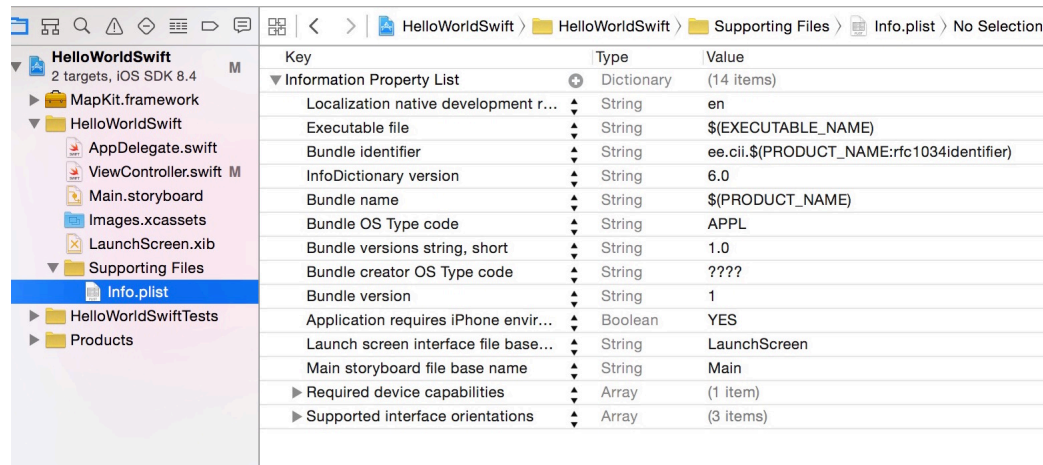 HelloWorldSwift HelloWorldSwift Supporting Files Info.plist No Selection
HelloWorldSwift
2 targets, iOS SDK 8.4 M
MapKit.framework
HelloWorldSwift
AppDelegate.swift
ViewController.swift M
Main.storyboard
Images.xcassets
LaunchScreen.xib
Supporting Files
Info.plist
HelloWorldSwiftTests
Products
Key Type Value
Information Property List Dictionary (14 items)
Localization native development r... String en
Executable file String $(EXECUTABLE_NAME)
Bundle identifier String ee.cii.$(PRODUCT_NAME:rfc1034identifier)
InfoDictionary version String 6.0
Bundle name String $(PRODUCT_NAME)
Bundle OS Type code String APPL
Bundle versions string, short String 1.0
Bundle creator OS Type code String ????
Bundle version String 1
Application requires iPhone envir... Boolean YES
Launch screen interface file base... String LaunchScreen
Main storyboard file base name String Main
Required device capabilities Array (1 item)
Supported interface orientations Array (3 items)